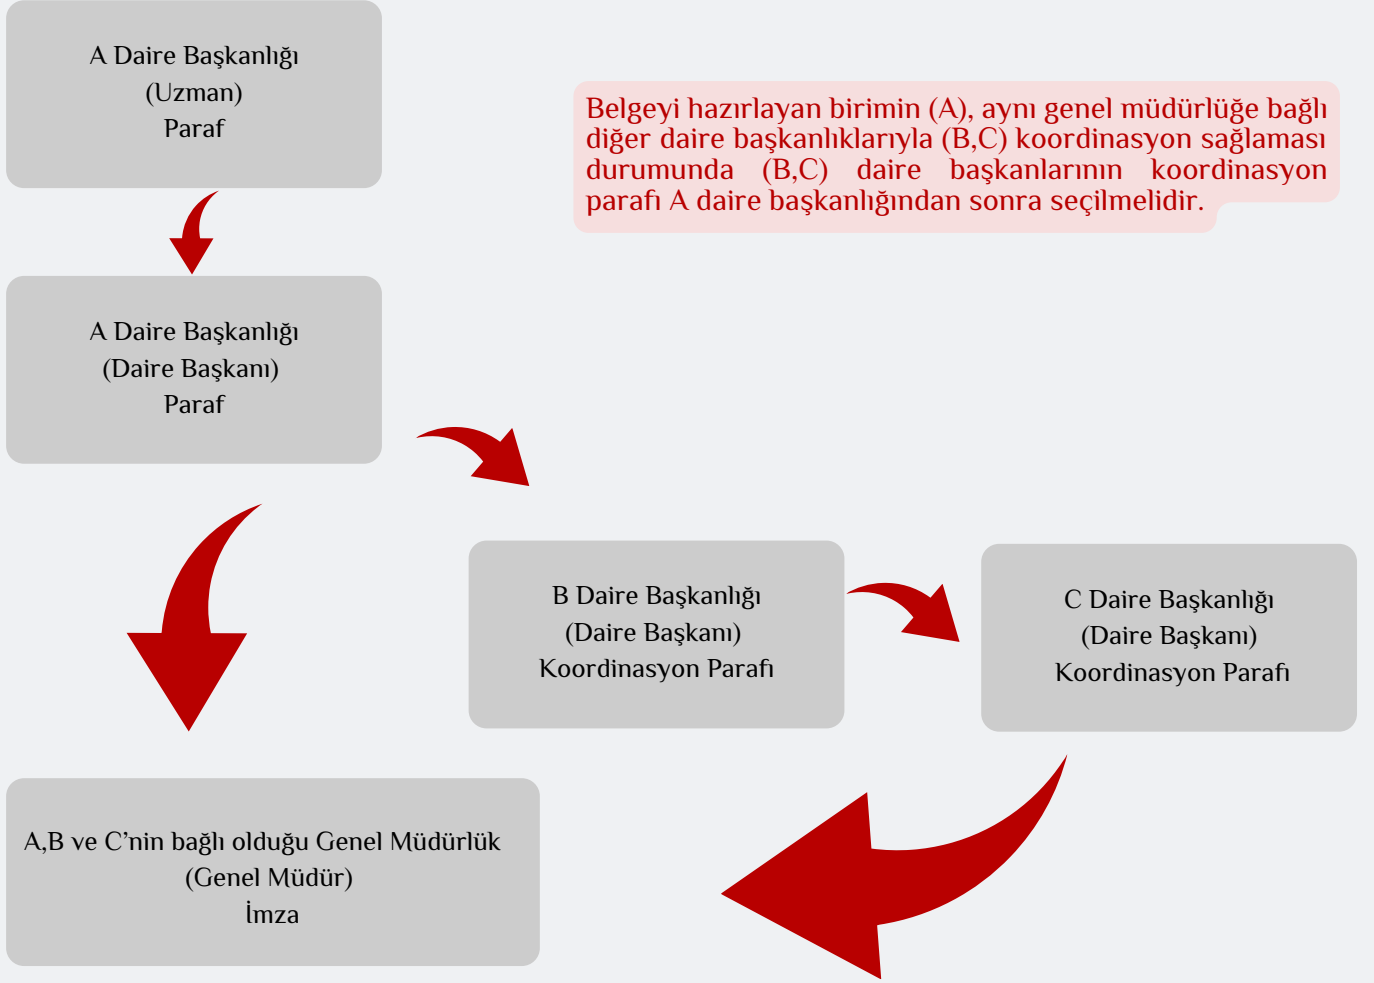 A Daire Başkanlığı
(Uzman)
Paraf
Belgeyi hazırlayan birimin (A), aynı genel müdürlüğe bağlı
diğer daire başkanlıklarıyla (B,C) koordinasyon sağlaması
durumunda (B,C) daire başkanlarının koordinasyon
parafı A daire başkanlığından sonra seçilmelidir.
A Daire Başkanlığı
(Daire Başkanı)
Paraf
B Daire Başkanlığı
(Daire Başkanı)
Koordinasyon Parafı
C Daire Başkanlığı
(Daire Başkanı)
Koordinasyon Parafı
A,B ve C’nin bağlı olduğu Genel Müdürlük
(Genel Müdür)
İmza